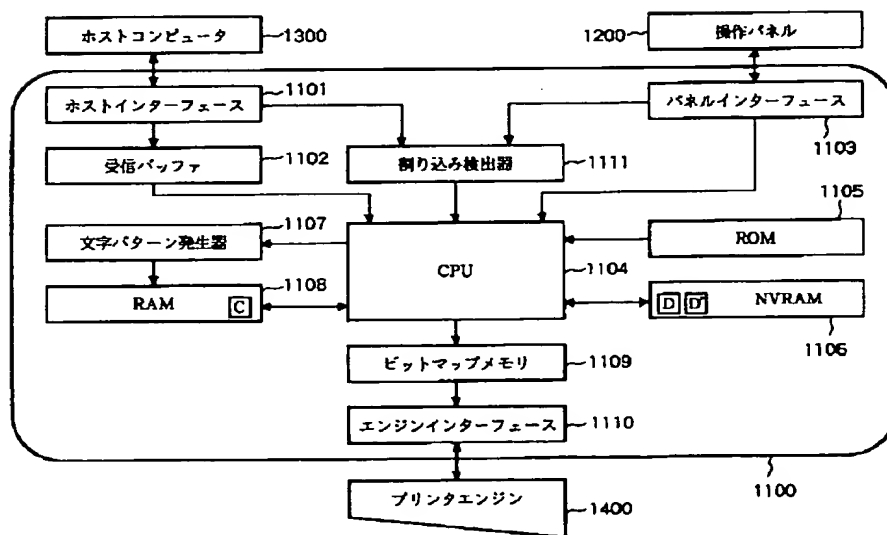 ホストコンピュータ 1300
1200 操作パネル
ホストインターフェース 1101
パネルインターフェース 1103
受信バッファ 1102
割り込み検出器 1111
文字パターン発生器 1107
CPU 1104
ROM 1105
RAM C 1108
D D' NVRAM 1106
ビットマップメモリ 1109
エンジンインターフェース 1110
1100
プリンタエンジン 1400